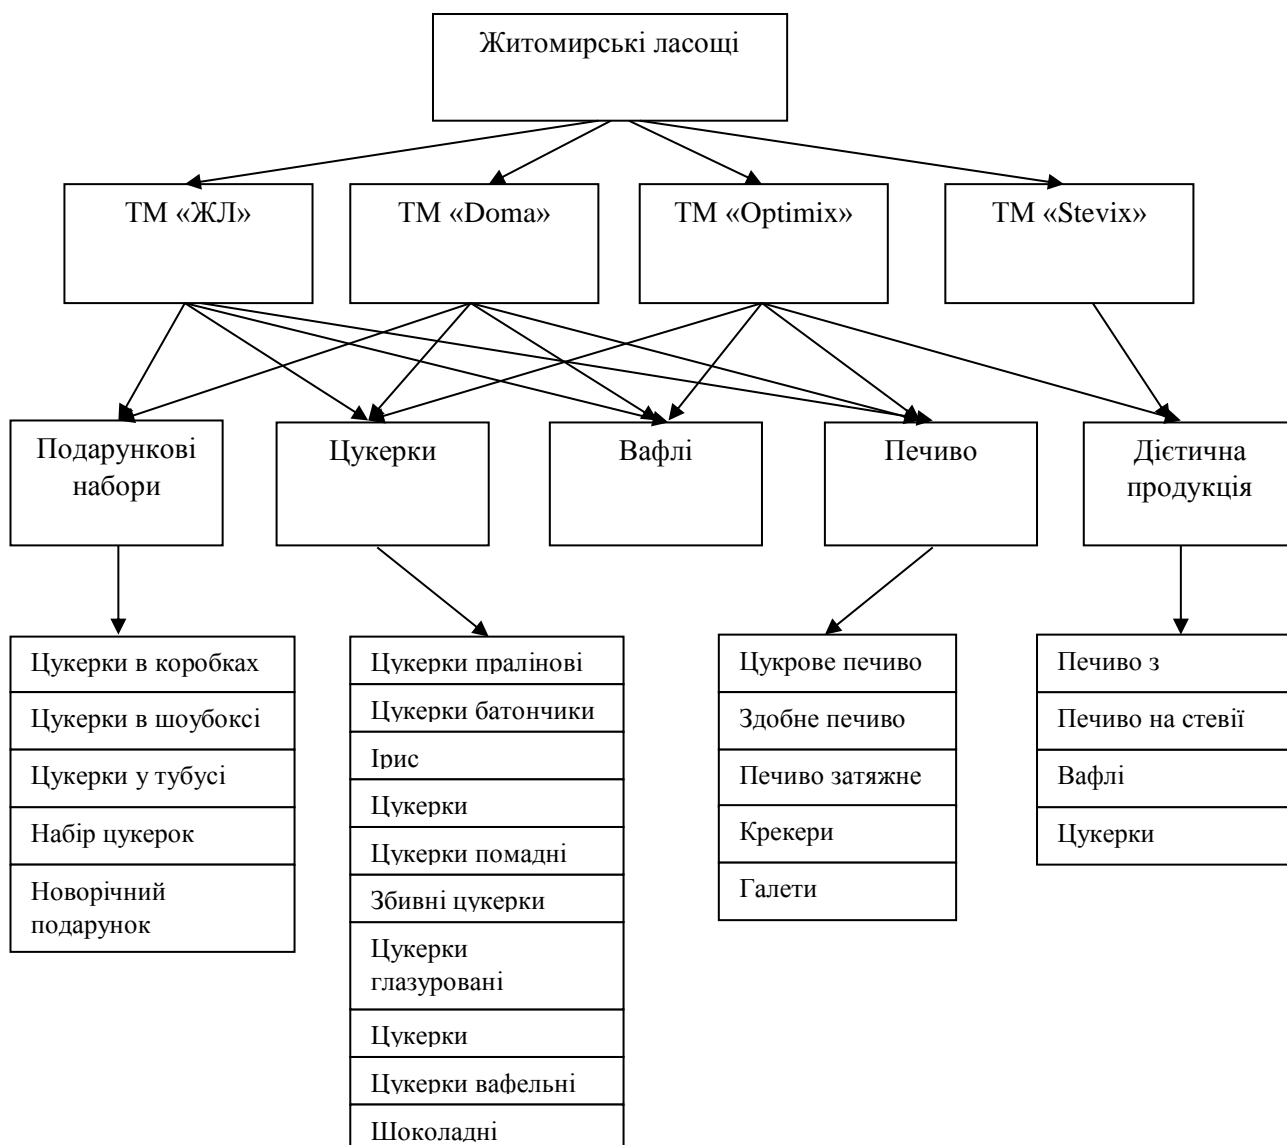 Житомирські ласощі
ТМ «ЖЛ»
ТМ «Doma»
ТМ «Optimix»
ТМ «Stevix»
Подарункові
набори
Цукерки
Вафлі
Печиво
Дієтична
продукція
Цукерки в коробках
Цукерки в шоубоксі
Цукерки у тубусі
Набір цукерок
Новорічний
подарунок
Цукерки пралінові
Цукерки батончики
Ірис
Цукерки
Цукерки помадні
Збивні цукерки
Цукерки
глазуровані
Цукерки
Цукерки вафельні
Шоколадні
Цукрове печиво
Здобне печиво
Печиво затяжне
Крекери
Галети
Печиво з
Печиво на стевії
Вафлі
Цукерки